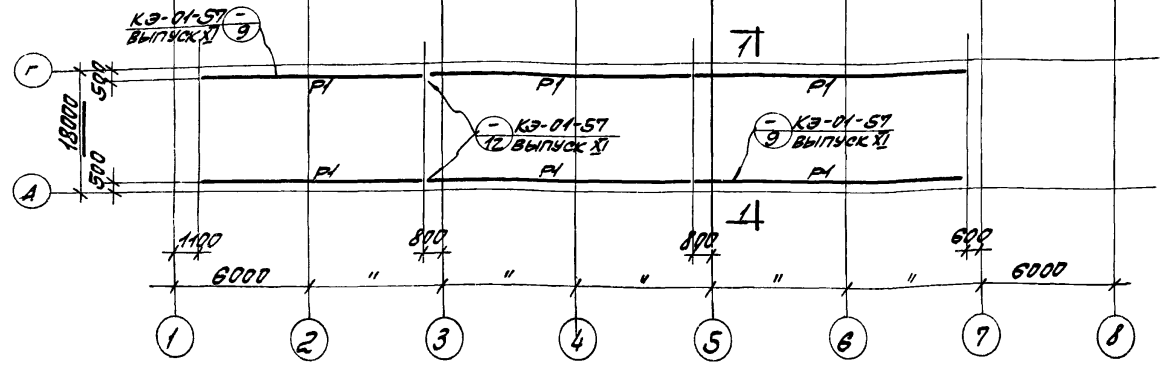 КЭ-01-57 - 9
ВЫПУСК XI
1
Г
500
18000
Р1 Р1 Р1
- 12 КЭ-01-57
ВЫПУСК XI
- 9 КЭ-01-57
ВЫПУСК XI
500
А
Р1 Р1 Р1
1
1100 800 800 600
6000 " " " " " 6000
1 2 3 4 5 6 7 8